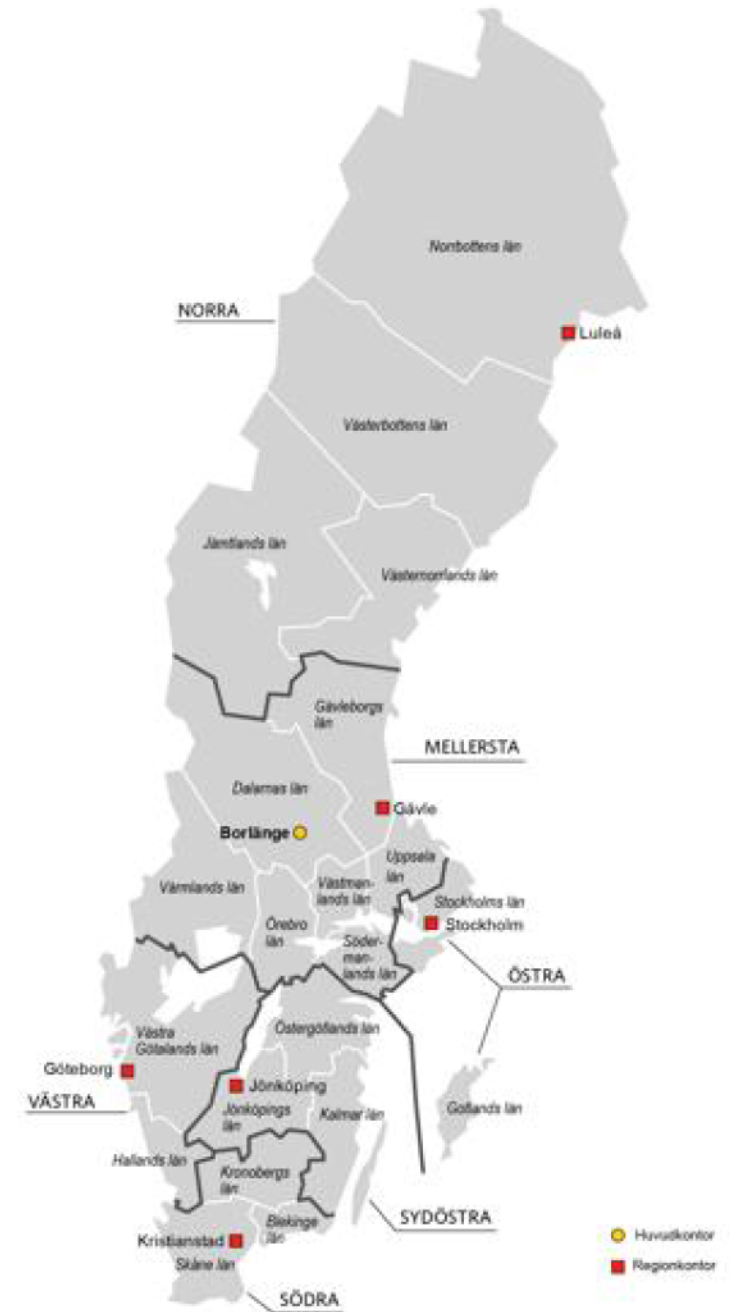 Norrbottens län
NORRA
Luleå
Västerbottens län
Jämtlands län
Västernorrlands län
Gävleborgs
län
MELLERSTA
Dalarnas län
Gävle
Borlänge
Uppsala
län
Värmlands län
Västman-
lands län
Stockholms län
Stockholm
Örebro
län
Söder-
man-
lands län
ÖSTRA
Östergötlands län
Västra
Götalands län
Göteborg
Jönköping
VÄSTRA
Jönköpings
län
Kalmar län
Gotlands län
Hallands län
Kronobergs
län
SYDÖSTRA
Blekinge
län
Kristianstad
Skåne län
SÖDRA
Huvudkontor
Regionkontor